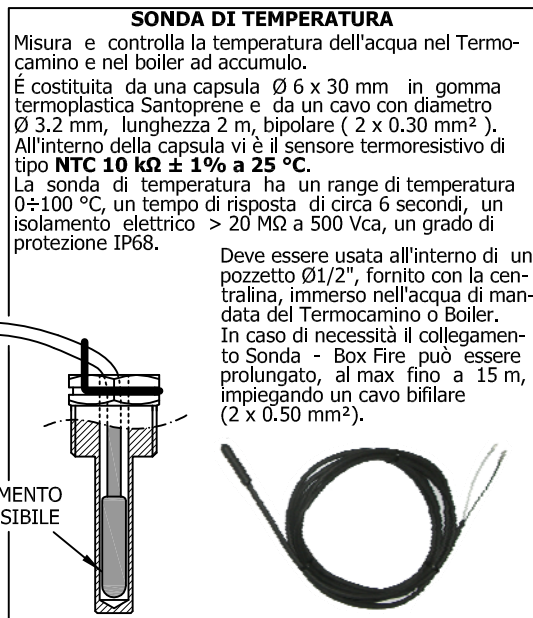 SONDA DI TEMPERATURA
Misura e controlla la temperatura dell'acqua nel Termo-
camino e nel boiler ad accumulo.
É costituita da una capsula Ø 6 x 30 mm in gomma
termoplastica Santoprene e da un cavo con diametro
Ø 3.2 mm, lunghezza 2 m, bipolare ( 2 x 0.30 mm² ).
All'interno della capsula vi è il sensore termoresistivo di
tipo NTC 10 kΩ ± 1% a 25 °C.
La sonda di temperatura ha un range di temperatura
0÷100 °C, un tempo di risposta di circa 6 secondi, un
isolamento elettrico > 20 MΩ a 500 Vca, un grado di
protezione IP68.
Deve essere usata all'interno di un
pozzetto Ø1/2", fornito con la cen-
tralina, immerso nell'acqua di man-
data del Termocamino o Boiler.
In caso di necessità il collegamen-
to Sonda - Box Fire può essere
prolungato, al max fino a 15 m,
impiegando un cavo bifilare
(2 x 0.50 mm²).
MENTO
SIBILE